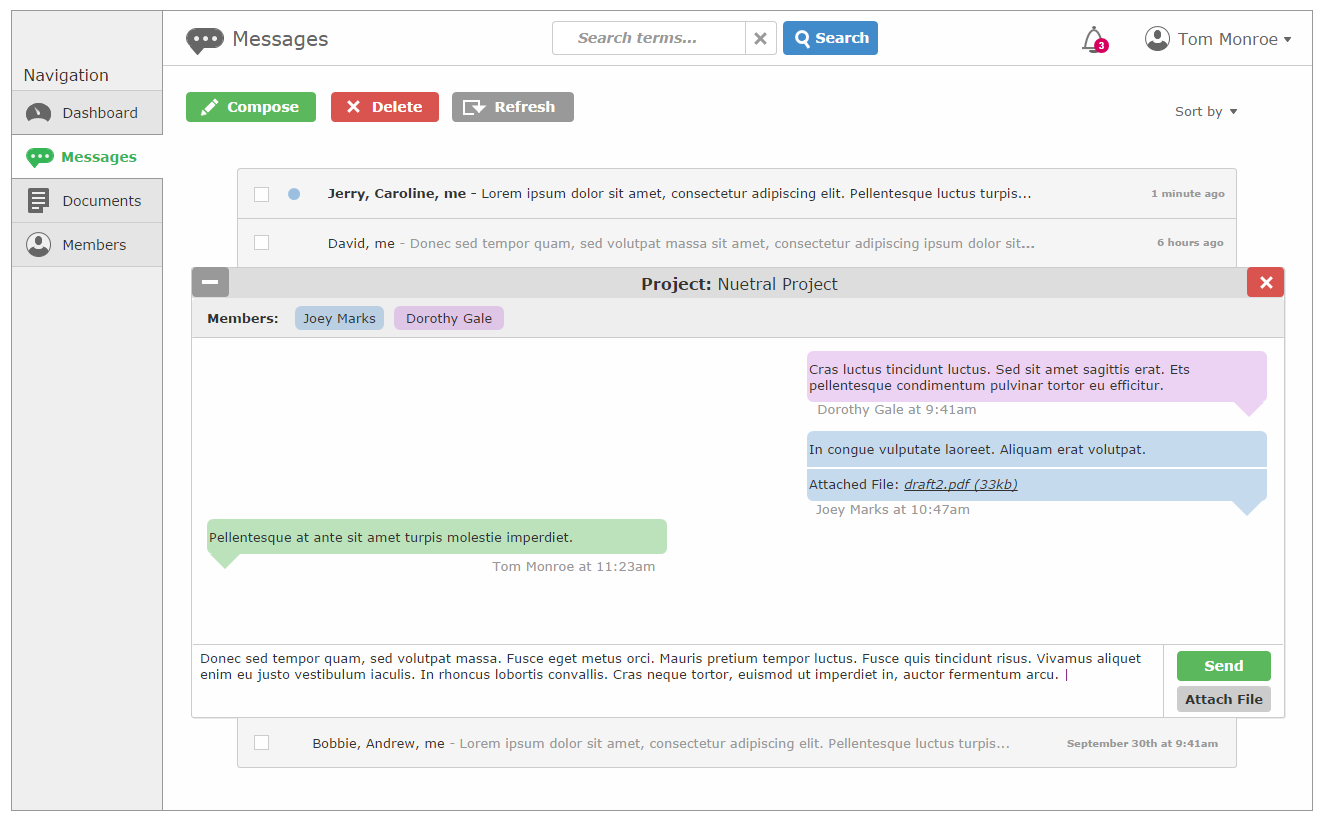 Messages
Search terms...
Search
3
Tom Monroe
Navigation
Dashboard
Messages
Documents
Members
Compose
Delete
Refresh
Sort by
Jerry, Caroline, me - Lorem ipsum dolor sit amet, consectetur adipiscing elit. Pellentesque luctus turpis... 1 minute ago
David, me - Donec sed tempor quam, sed volutpat massa sit amet, consectetur adipiscing ipsum dolor sit... 6 hours ago
Project: Nuetral Project
Members: Joey Marks Dorothy Gale
Cras luctus tincidunt luctus. Sed sit amet sagittis erat. Ets
pellentesque condimentum pulvinar tortor eu efficitur.
Dorothy Gale at 9:41am
In congue vulputate laoreet. Aliquam erat volutpat.
Attached File: draft2.pdf (33kb)
Joey Marks at 10:47am
Pellentesque at ante sit amet turpis molestie imperdiet.
Tom Monroe at 11:23am
Donec sed tempor quam, sed volutpat massa. Fusce eget metus orci. Mauris pretium tempor luctus. Fusce quis tincidunt risus. Vivamus aliquet
enim eu justo vestibulum iaculis. In rhoncus lobortis convallis. Cras neque tortor, euismod ut imperdiet in, auctor fermentum arcu. |
Send
Attach File
Bobbie, Andrew, me - Lorem ipsum dolor sit amet, consectetur adipiscing elit. Pellentesque luctus turpis... September 30th at 9:41am